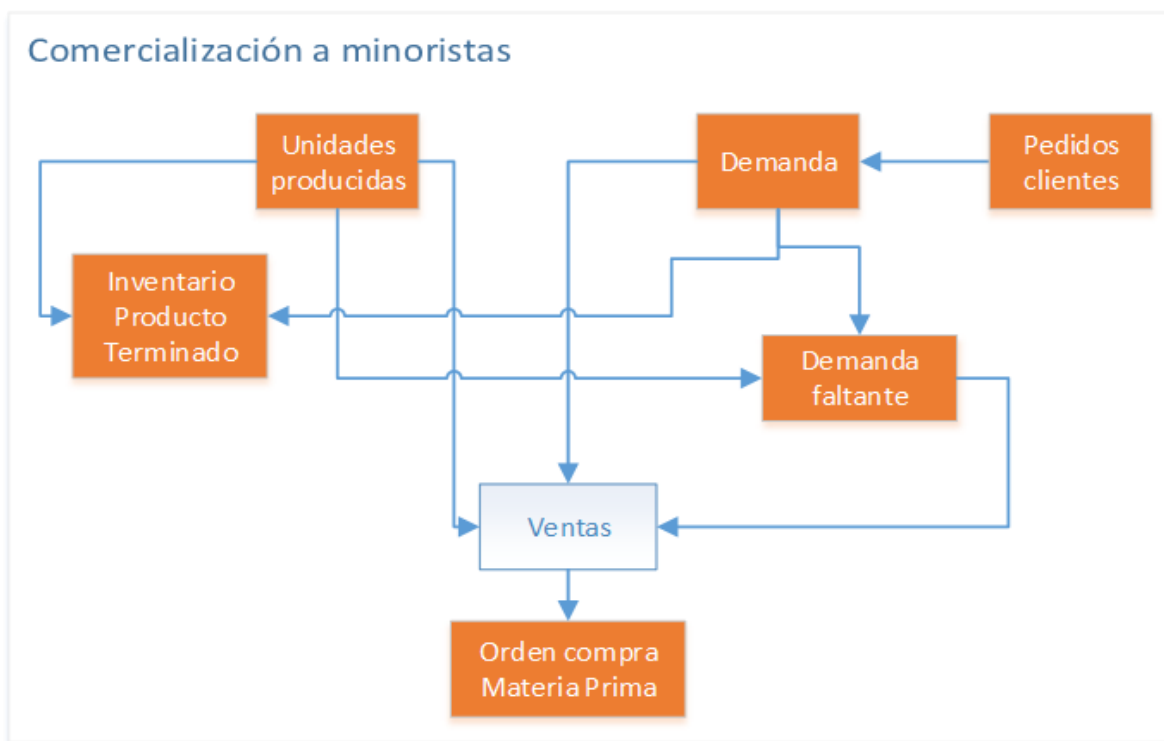 Comercialización a minoristas
Unidades
producidas
Demanda
Pedidos
clientes
Inventario
Producto
Terminado
Demanda
faltante
Ventas
Orden compra
Materia Prima